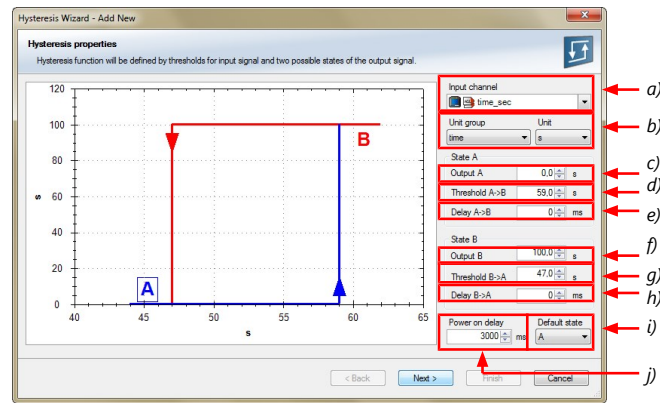 Hysteresis Wizard - Add New
Hysteresis properties
Hysteresis function will be defined by thresholds for input signal and two possible states of the output signal.
120
100
80
60
40
20
0
s
40
45
50
55
60
65
s
A
B
Input channel
time_sec
a)
Unit group Unit
time s
b)
State A
Output A 0,0 s
c)
Threshold A->B 59,0 s
d)
Delay A->B 0 ms
e)
State B
Output B 100,0 s
f)
Threshold B->A 47,0 s
g)
Delay B->A 0 ms
h)
Power on delay Default state
3000 ms A
i)
j)
< Back Next > Finish Cancel